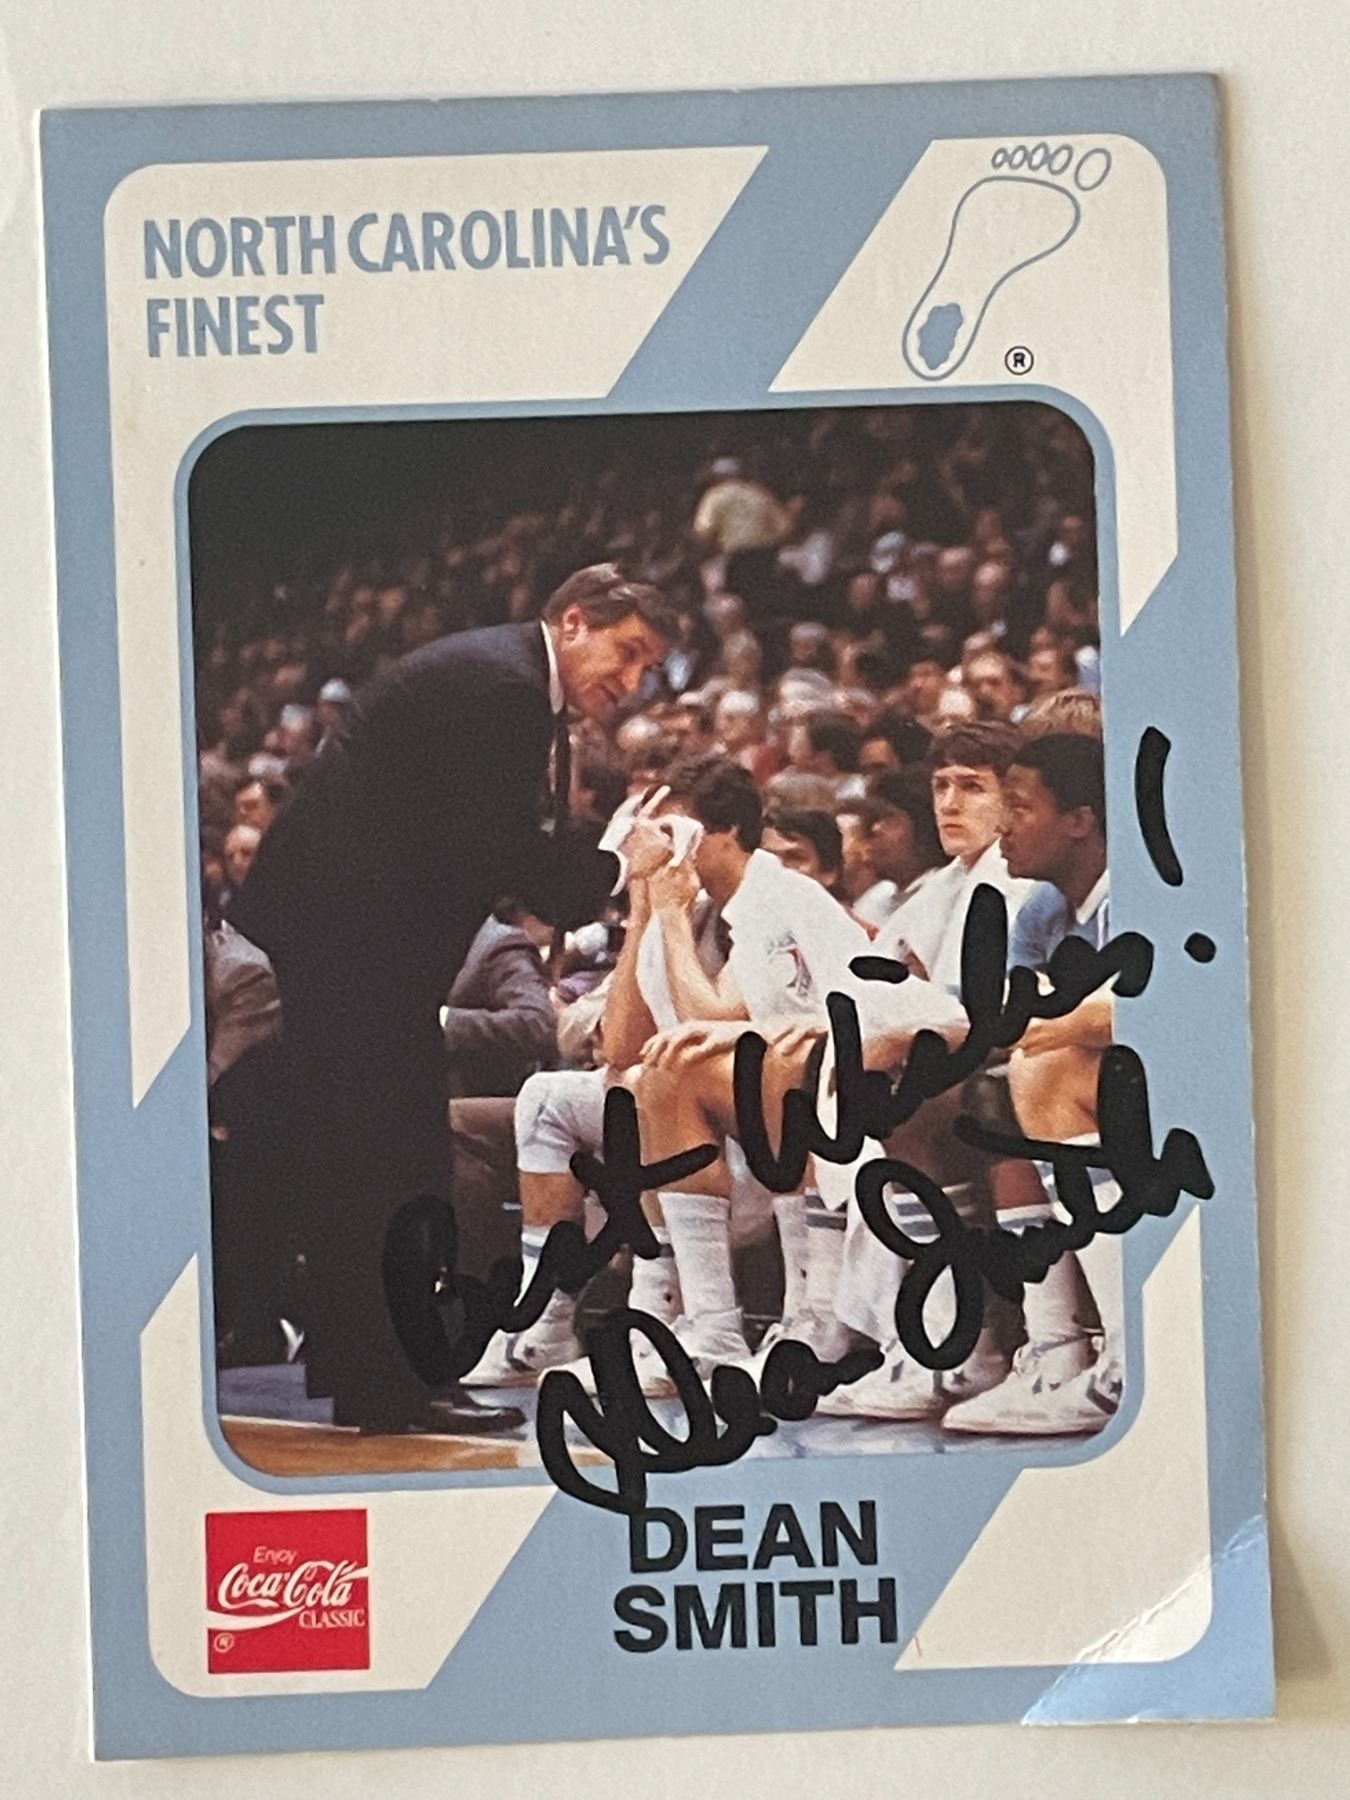 NORTH CAROLINA'S
FINEST
®
Best Wishes!
Dean Smith
Enjoy
Coca-Cola
CLASSIC
®
DEAN
SMITH